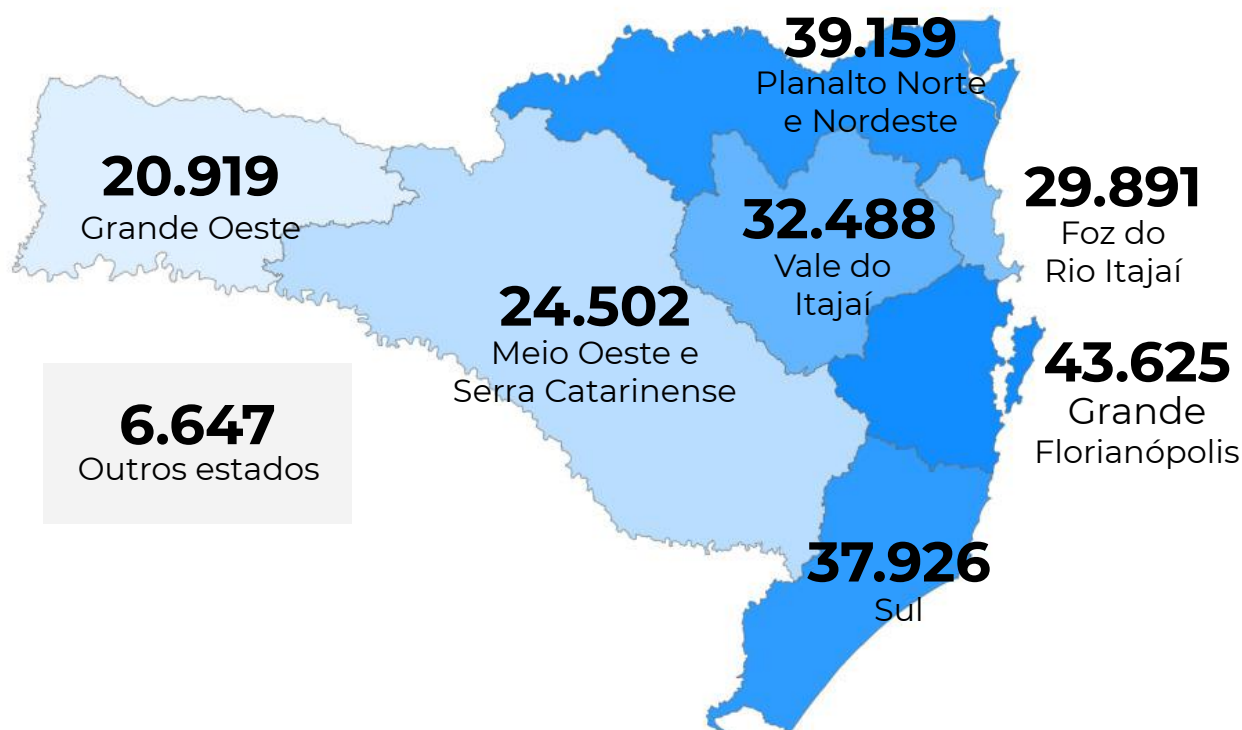 39.159
Planalto Norte
e Nordeste
20.919
Grande Oeste
32.488
Vale do
Itajaí
29.891
Foz do
Rio Itajaí
24.502
Meio Oeste e
Serra Catarinense
43.625
Grande
Florianópolis
6.647
Outros estados
37.926
Sul